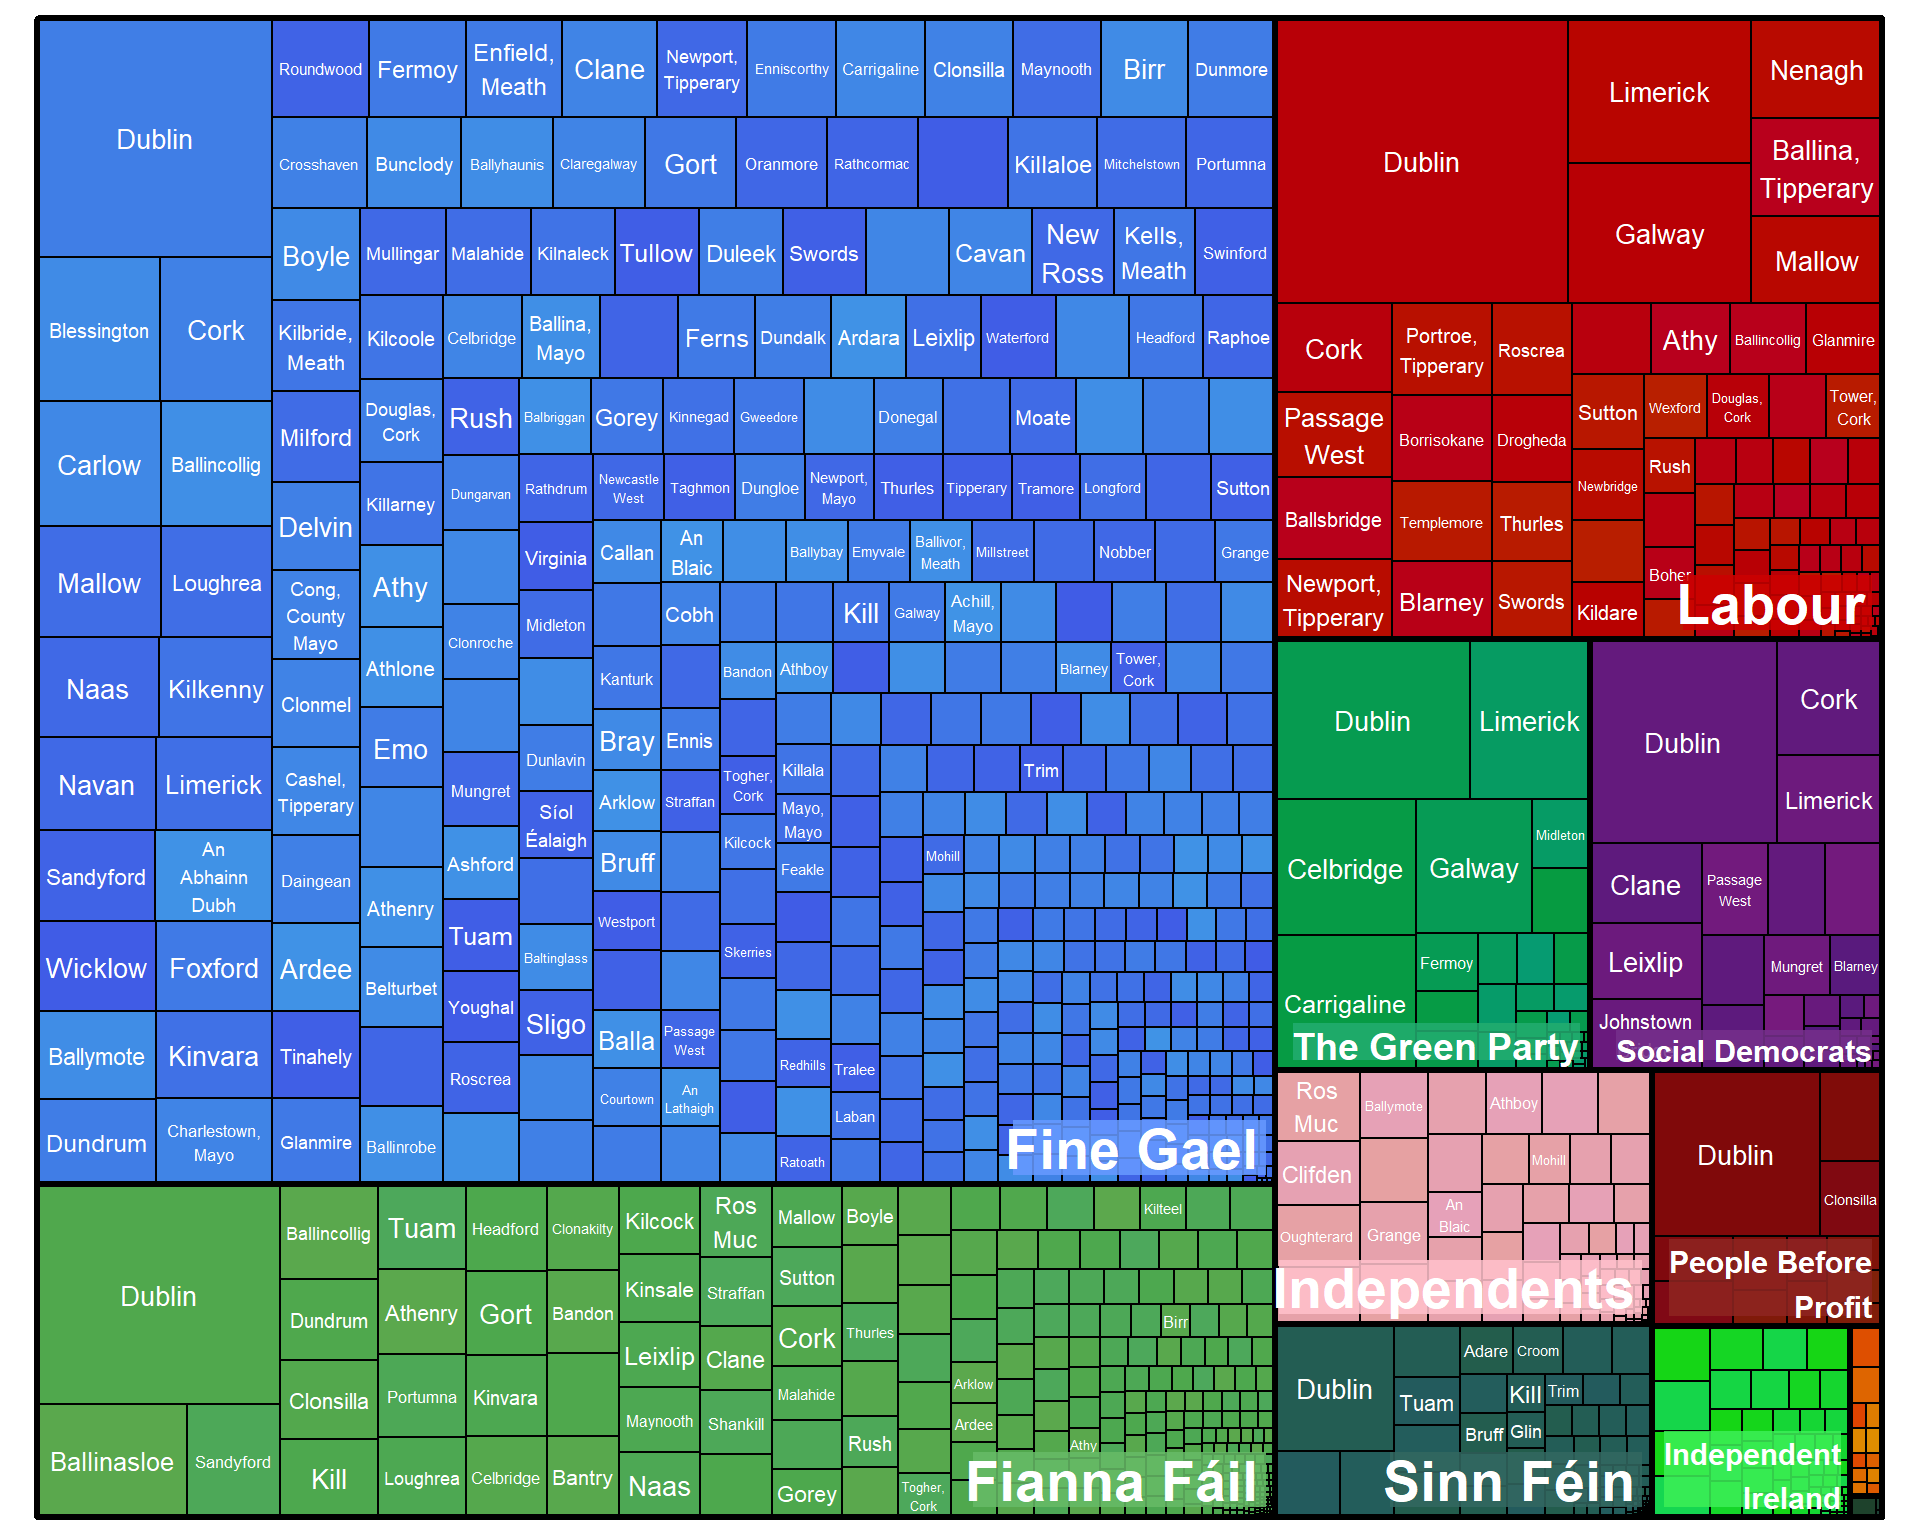 Dublin
Roundwood
Fermoy
Enfield,
Meath
Clane
Newport,
Tipperary
Enniscorthy
Carrigaline
Clonsilla
Maynooth
Birr
Dunmore
Crosshaven
Bunclody
Ballyhaunis
Claregalway
Gort
Oranmore
Rathcormac
Killaloe
Mitchelstown
Portumna
Boyle
Mullingar
Malahide
Kilnaleck
Tullow
Duleek
Swords
Cavan
New
Ross
Kells,
Meath
Swinford
Blessington
Cork
Kilbride,
Meath
Kilcoole
Celbridge
Ballina,
Mayo
Ferns
Dundalk
Ardara
Leixlip
Waterford
Headford
Raphoe
Carlow
Ballincollig
Milford
Douglas,
Cork
Rush
Balbriggan
Gorey
Kinnegad
Gweedore
Donegal
Moate
Killarney
Dungarvan
Rathdrum
Newcastle
West
Taghmon
Dungloe
Newport,
Mayo
Thurles
Tipperary
Tramore
Longford
Sutton
Mallow
Loughrea
Delvin
Virginia
Callan
An
Blaic
Ballybay
Emyvale
Ballivor,
Meath
Millstreet
Nobber
Grange
Cong,
County
Mayo
Athy
Midleton
Cobh
Kill
Galway
Achill,
Mayo
Naas
Kilkenny
Clonmel
Athlone
Clonroche
Kanturk
Bandon
Athboy
Blarney
Tower,
Cork
Navan
Limerick
Cashel,
Tipperary
Emo
Mungret
Dunlavin
Bray
Ennis
Togher,
Cork
Killala
Trim
Síol
Éalaigh
Arklow
Straffan
Mayo,
Mayo
Sandyford
An
Abhainn
Dubh
Daingean
Ashford
Bruff
Kilcock
Feakle
Mohill
Wicklow
Foxford
Ardee
Athenry
Tuam
Baltinglass
Westport
Skerries
Ballymote
Kinvara
Tinahely
Belturbet
Youghal
Sligo
Balla
Passage
West
Redhills
Tralee
Dundrum
Charlestown,
Mayo
Glanmire
Ballinrobe
Roscrea
Courtown
An
Lathaigh
Laban
Ratoath
Fine Gael
Dublin
Limerick
Galway
Nenagh
Ballina,
Tipperary
Mallow
Cork
Portroe,
Tipperary
Roscrea
Athy
Ballincollig
Glanmire
Passage
West
Borrisokane
Drogheda
Sutton
Wexford
Douglas,
Cork
Tower,
Cork
Ballsbridge
Templemore
Thurles
Newbridge
Rush
Newport,
Tipperary
Blarney
Swords
Kildare
Boher
Labour
Dublin
Limerick
Celbridge
Galway
Midleton
Carrigaline
Fermoy
The Green Party
Dublin
Cork
Limerick
Clane
Passage
West
Leixlip
Mungret
Blarney
Johnstown
Social Democrats
Ros
Muc
Ballymote
Athboy
Clifden
Mohill
Oughterard
Grange
An
Blaic
Independents
Dublin
Clonsilla
People Before
Profit
Dublin
Ballincollig
Tuam
Headford
Clonakilty
Kilcock
Ros
Muc
Mallow
Boyle
Kilteel
Dundrum
Athenry
Gort
Bandon
Kinsale
Straffan
Sutton
Cork
Thurles
Birr
Clonsilla
Portumna
Kinvara
Leixlip
Clane
Malahide
Arklow
Ballinasloe
Sandyford
Kill
Loughrea
Celbridge
Bantry
Maynooth
Naas
Shankill
Gorey
Rush
Ardee
Athy
Togher,
Cork
Fianna Fáil
Dublin
Tuam
Adare
Croom
Kill
Trim
Bruff
Glin
Sinn Féin
Independent
Ireland